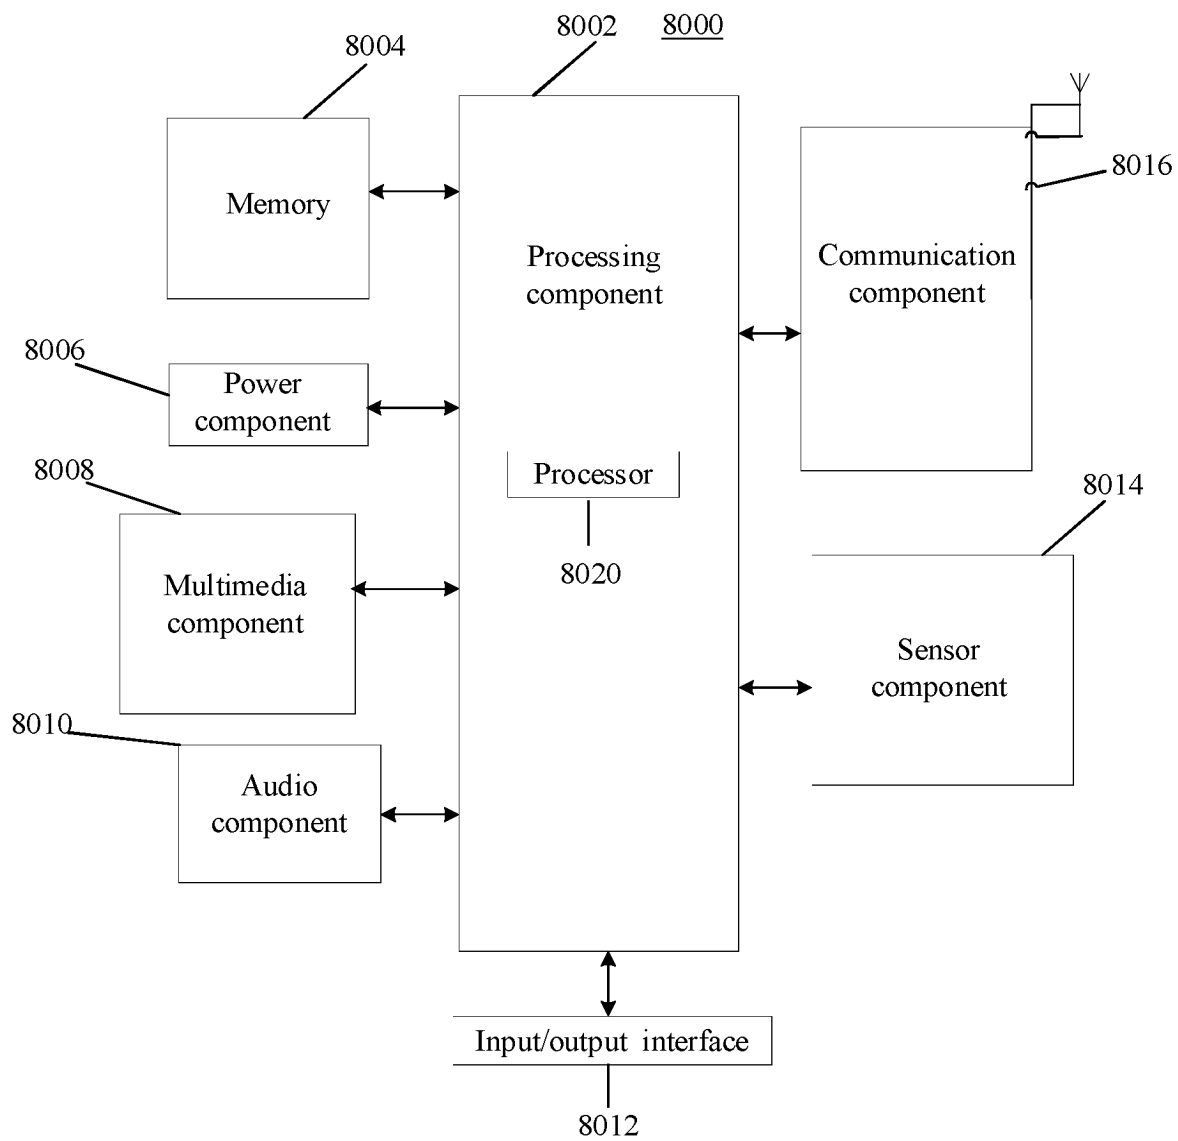 8002
8000
8004
8016
Memory
Processing
component
Communication
component
8006
Power
component
8008
Processor
8014
8020
Multimedia
component
Sensor
component
8010
Audio
component
Input/output interface
8012